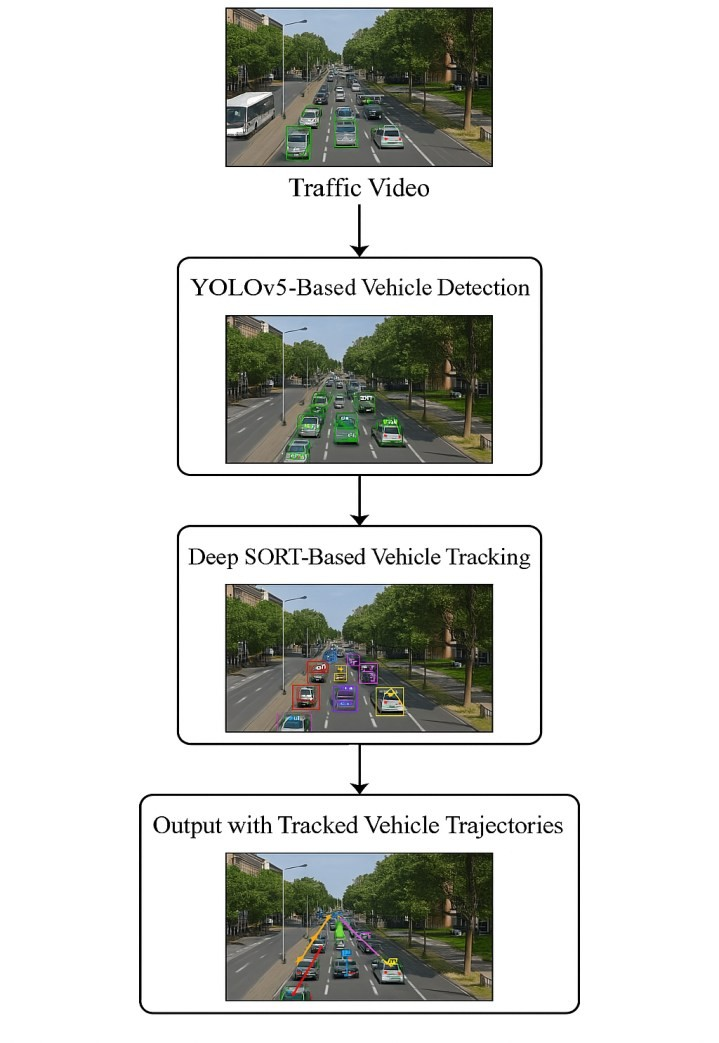 Traffic Video
YOLOv5-Based Vehicle Detection
Deep SORT-Based Vehicle Tracking
Output with Tracked Vehicle Trajectories